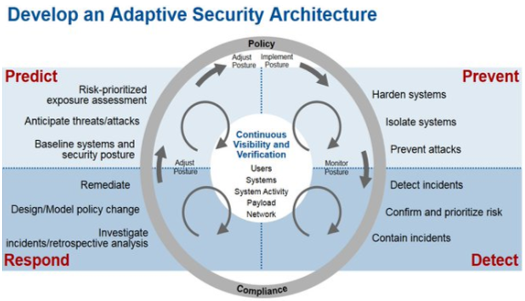 Develop an Adaptive Security Architecture
Policy
Adjust
Posture
Implement
Posture
Predict
Risk-prioritized
exposure assessment
Anticipate threats/attacks
Baseline systems and
security posture
Prevent
Harden systems
Isolate systems
Prevent attacks
Continuous
Visibility and
Verification
Users
Systems
System Activity
Payload
Network
Adjust
Posture
Monitor
Posture
Remediate
Design/Model policy change
Investigate
incidents/retrospective analysis
Respond
Detect incidents
Confirm and prioritize risk
Contain incidents
Detect
Compliance